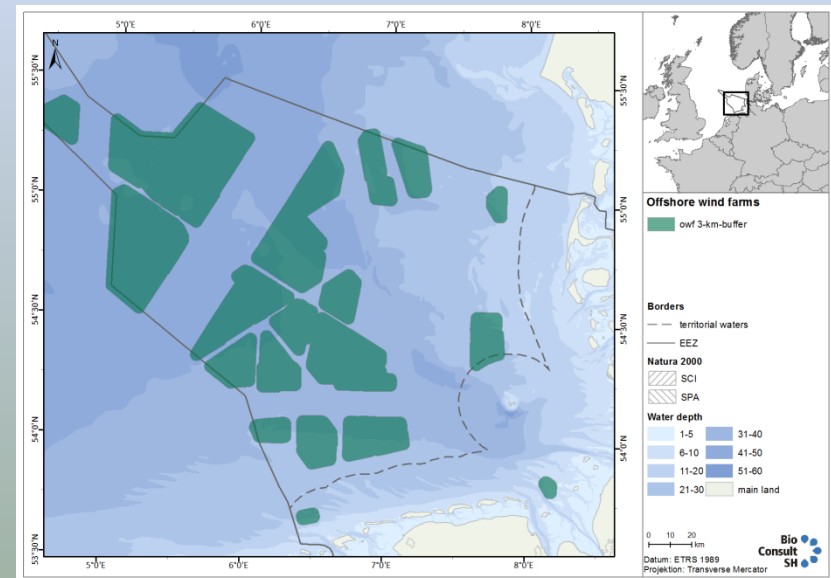 5°0'E 6°0'E 7°0'E 8°0'E
N
55°30'N 55°30'N
55°0'N 55°0'N
54°30'N 54°30'N
54°0'N 54°0'N
53°30'N
5°0'E 6°0'E 7°0'E 8°0'E
Offshore wind farms
owf 3-km-buffer
Borders
territorial waters
EEZ
Natura 2000
SCI
SPA
Water depth
1-5 31-40
6-10 41-50
11-20 51-60
21-30 main land
0 10 20
km
Datum : ETRS 1989
Projektion: Transverse Mercator
Bio
Consult
SH